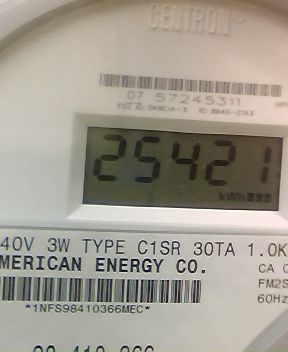 CENTRON
07 57245311
25421
kWh
40V 3W TYPE C1SR 30TA 1.0K
MERICAN ENERGY CO.
CA 0
FM2S
60Hz
*1NFS98410366MEC*